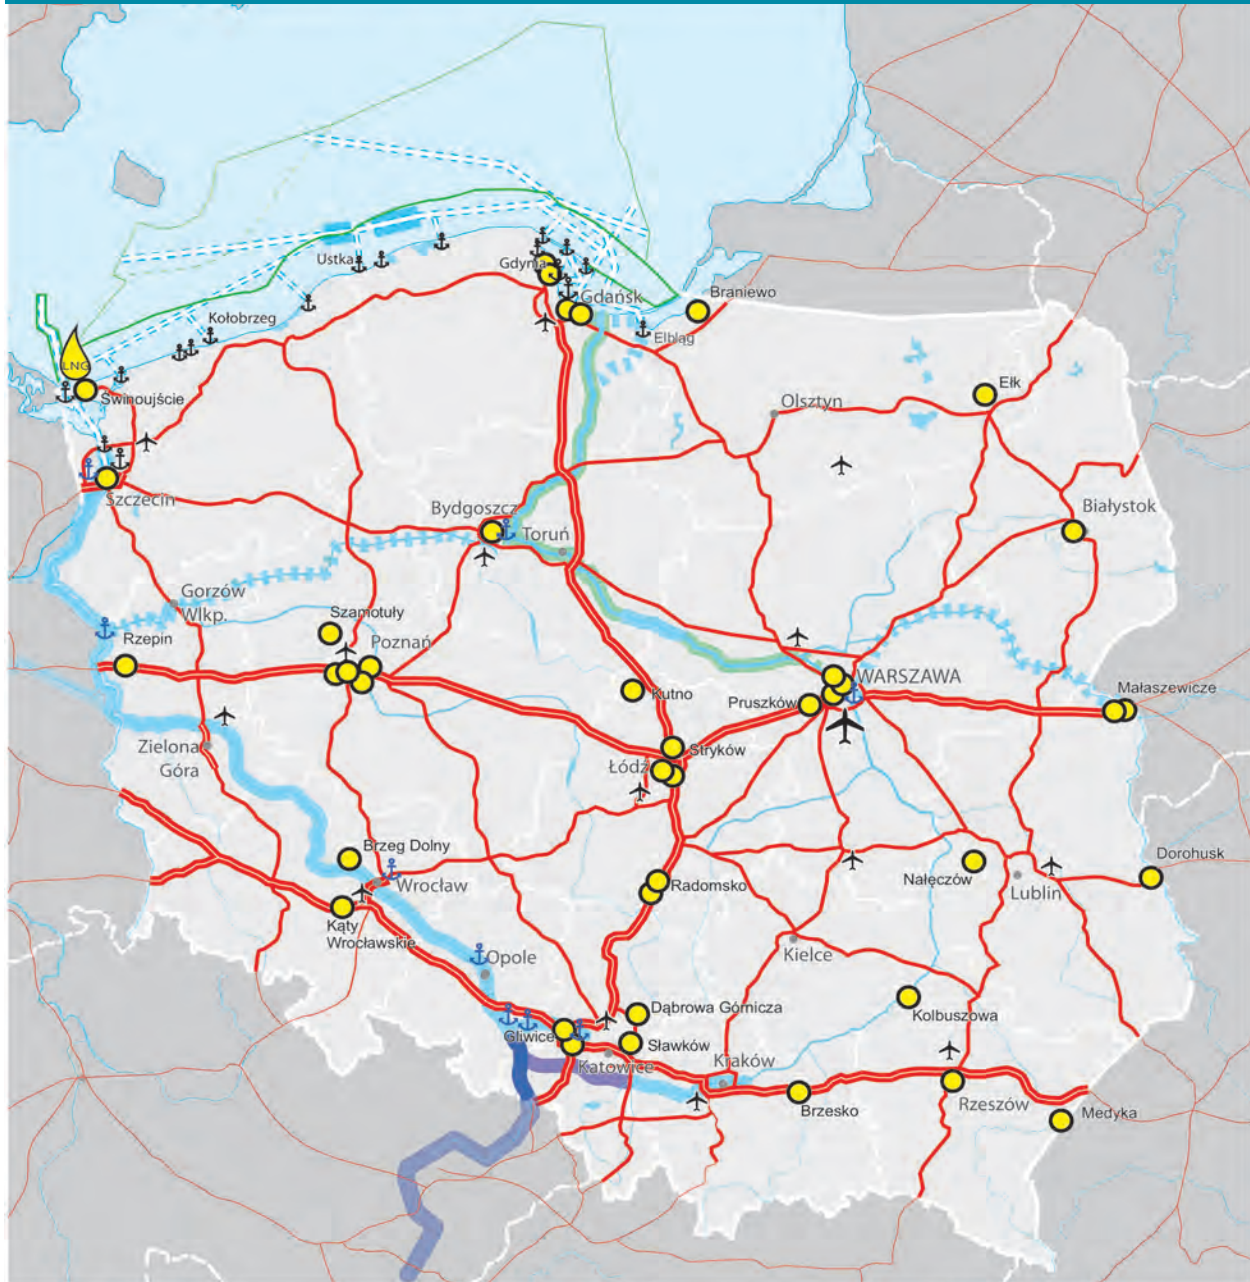 Ustka
Gdynia
Gdańsk
Braniewo
Kołobrzeg
Elbląg
LNG
Świnoujście
Ełk
Olsztyn
Szczecin
Bydgoszcz
Toruń
Białystok
Gorzów
Wlkp.
Szamotuły
Rzepin
Poznań
WARSZAWA
Kutno
Pruszków
Małaszewicze
Zielona
Góra
Stryków
Łódź
Brzeg Dolny
Wrocław
Radomsko
Nałęczów
Lublin
Dorohusk
Kąty
Wrocławskie
Opole
Kielce
Dąbrowa Górnicza
Kolbuszowa
Gliwice
Sławków
Katowice
Kraków
Brzesko
Rzeszów
Medyka